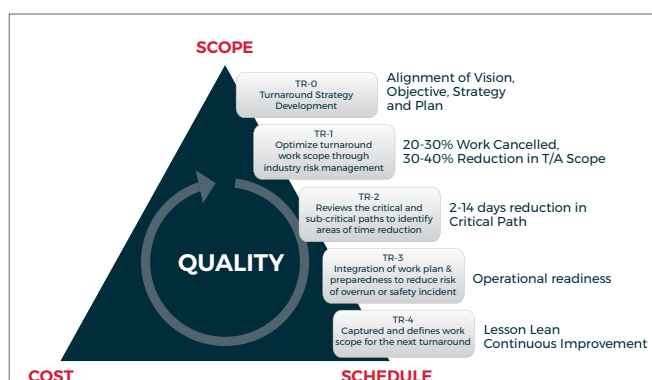 SCOPE
TR-0
Turnaround Strategy
Development
Alignment of Vision,
Objective, Strategy
and Plan
TR-1
Optimize turnaround
work scope through
industry risk management
20-30% Work Cancelled,
30-40% Reduction in T/A Scope
TR-2
Reviews the critical and
sub-critical paths to identify
areas of time reduction
2-14 days reduction in
Critical Path
QUALITY
TR-3
Integration of work plan &
preparedness to reduce risk
of overrun or safety incident
Operational readiness
TR-4
Captured and defines work
scope for the next turnaround
Lesson Lean
Continuous Improvement
COST
SCHEDULE